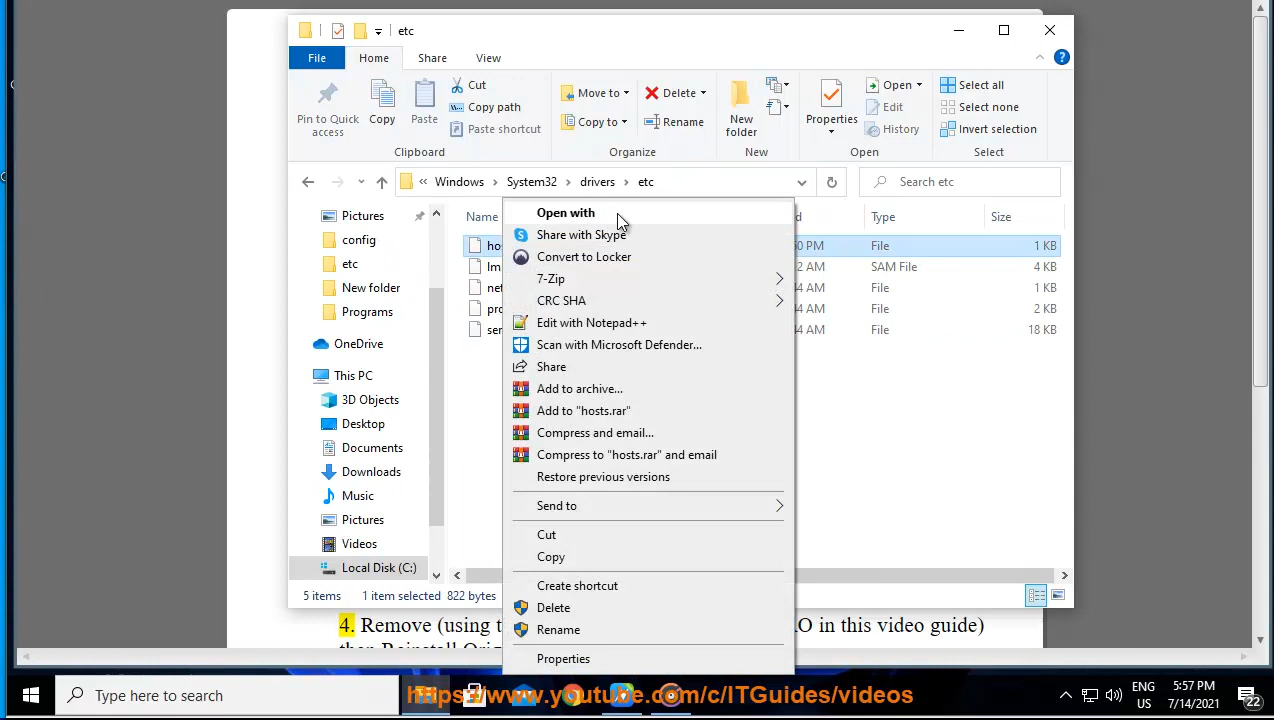 etc
File Home Share View
Pin to Quick access
Copy
Paste
Cut
Copy path
Paste shortcut
Clipboard
Move to
Copy to
Delete
Rename
Organize
New folder
New
Properties
Open
Edit
History
Open
Select all
Select none
Invert selection
Select
« Windows > System32 > drivers > etc
Search etc
Pictures
config
etc
New folder
Programs
OneDrive
This PC
3D Objects
Desktop
Documents
Downloads
Music
Pictures
Videos
Local Disk (C:)
Name Type Size
PM File 1 KB
AM SAM File 4 KB
AM File 1 KB
AM File 2 KB
AM File 18 KB
Open with
Share with Skype
Convert to Locker
7-Zip
CRC SHA
Edit with Notepad++
Scan with Microsoft Defender...
Share
Add to archive...
Add to "hosts.rar"
Compress and email...
Compress to "hosts.rar" and email
Restore previous versions
Send to
Cut
Copy
Create shortcut
Delete
Rename
Properties
5 items 1 item selected 822 bytes
4. Remove (using in this video guide)
Type here to search
https://www.youtube.com/c/ITGuides/videos
ENG
US
5:57 PM
7/14/2021
22